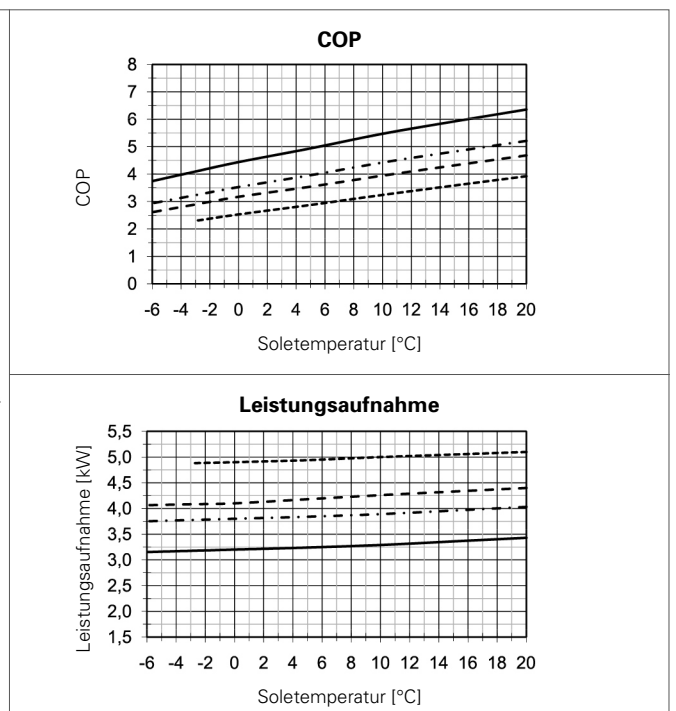 COP
8
7
6
5
4
3
2
1
0
COP
-6 -4 -2 0 2 4 6 8 10 12 14 16 18 20
Soletemperatur [°C]
Leistungsaufnahme
5,5
5,0
4,5
4,0
3,5
3,0
2,5
2,0
1,5
Leistungsaufnahme [kW]
-6 -4 -2 0 2 4 6 8 10 12 14 16 18 20
Soletemperatur [°C]